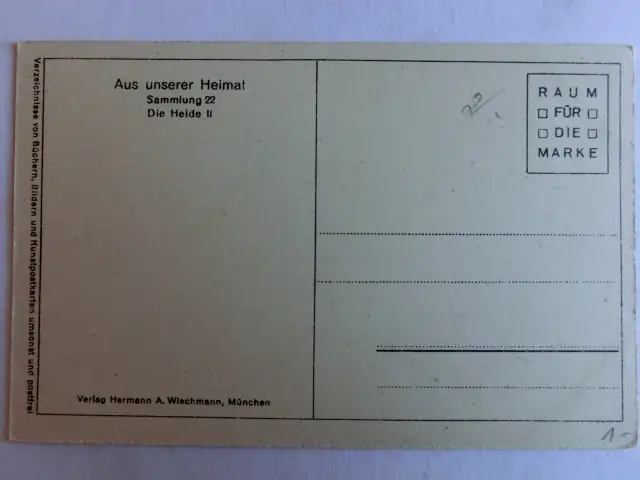 Aus unserer Heimat
Sammlung 22
Die Heide II
Verzeichnisse von Büchern, Bildern und Kunstpostkarten umsonst und postfrei
Verlag Hermann A. Wiechmann, München
RAUM
□ FÜR □
□ DIE □
MARKE
1-